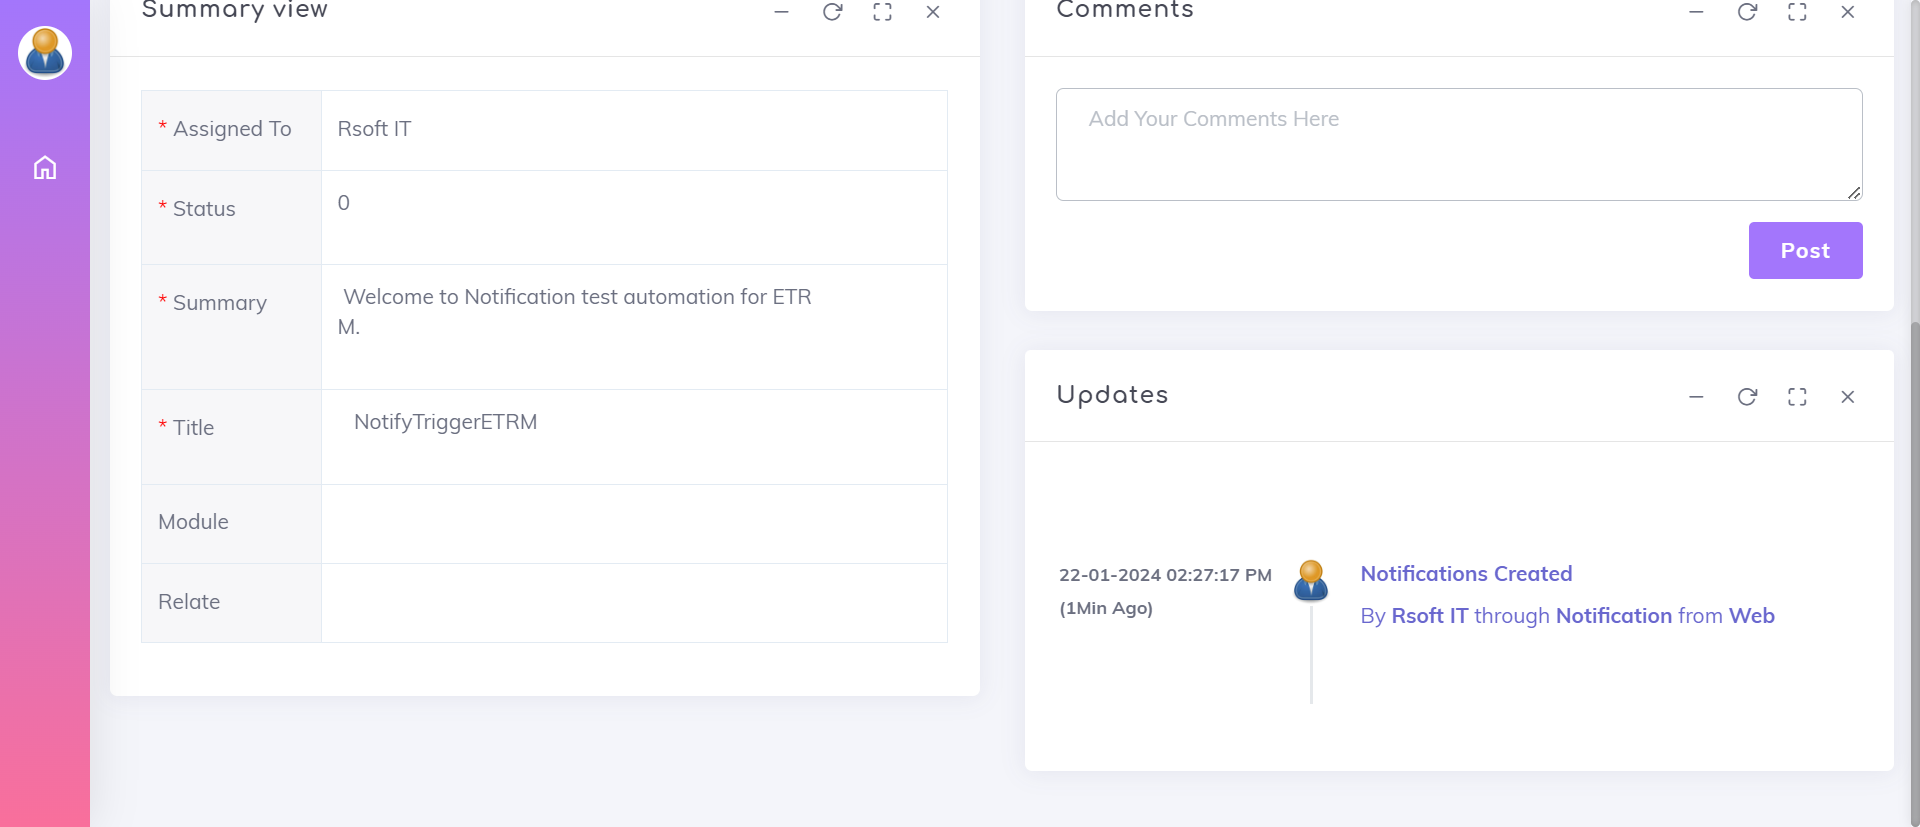 Summary view
* Assigned To Rsoft IT
* Status 0
* Summary Welcome to Notification test automation for ETR
M.
* Title NotifyTriggerETRM
Module
Relate
Comments
Add Your Comments Here
Post
Updates
22-01-2024 02:27:17 PM
(1Min Ago)
Notifications Created
By Rsoft IT through Notification from Web